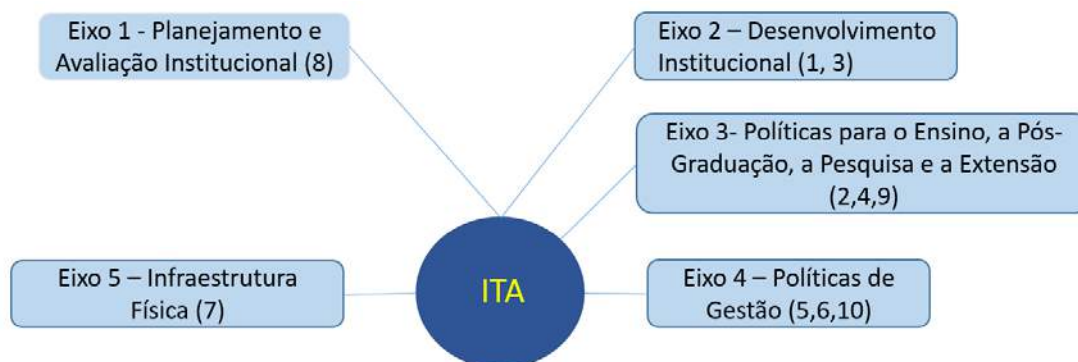 Eixo 1 - Planejamento e
Avaliação Institucional (8)
Eixo 2 – Desenvolvimento
Institucional (1, 3)
Eixo 3- Políticas para o Ensino, a Pós-
Graduação, a Pesquisa e a Extensão
(2,4,9)
Eixo 5 – Infraestrutura
Física (7)
ITA
Eixo 4 – Políticas de
Gestão (5,6,10)